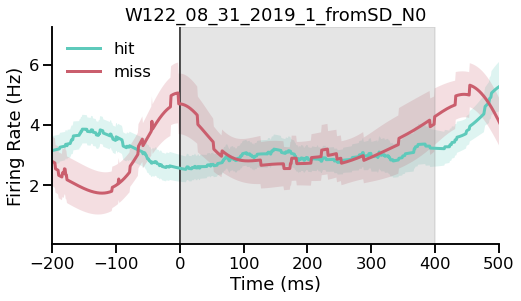 W122_08_31_2019_1_fromSD_N0
hit
miss
6
4
2
Firing Rate (Hz)
−200 −100 0 100 200 300 400 500
Time (ms)